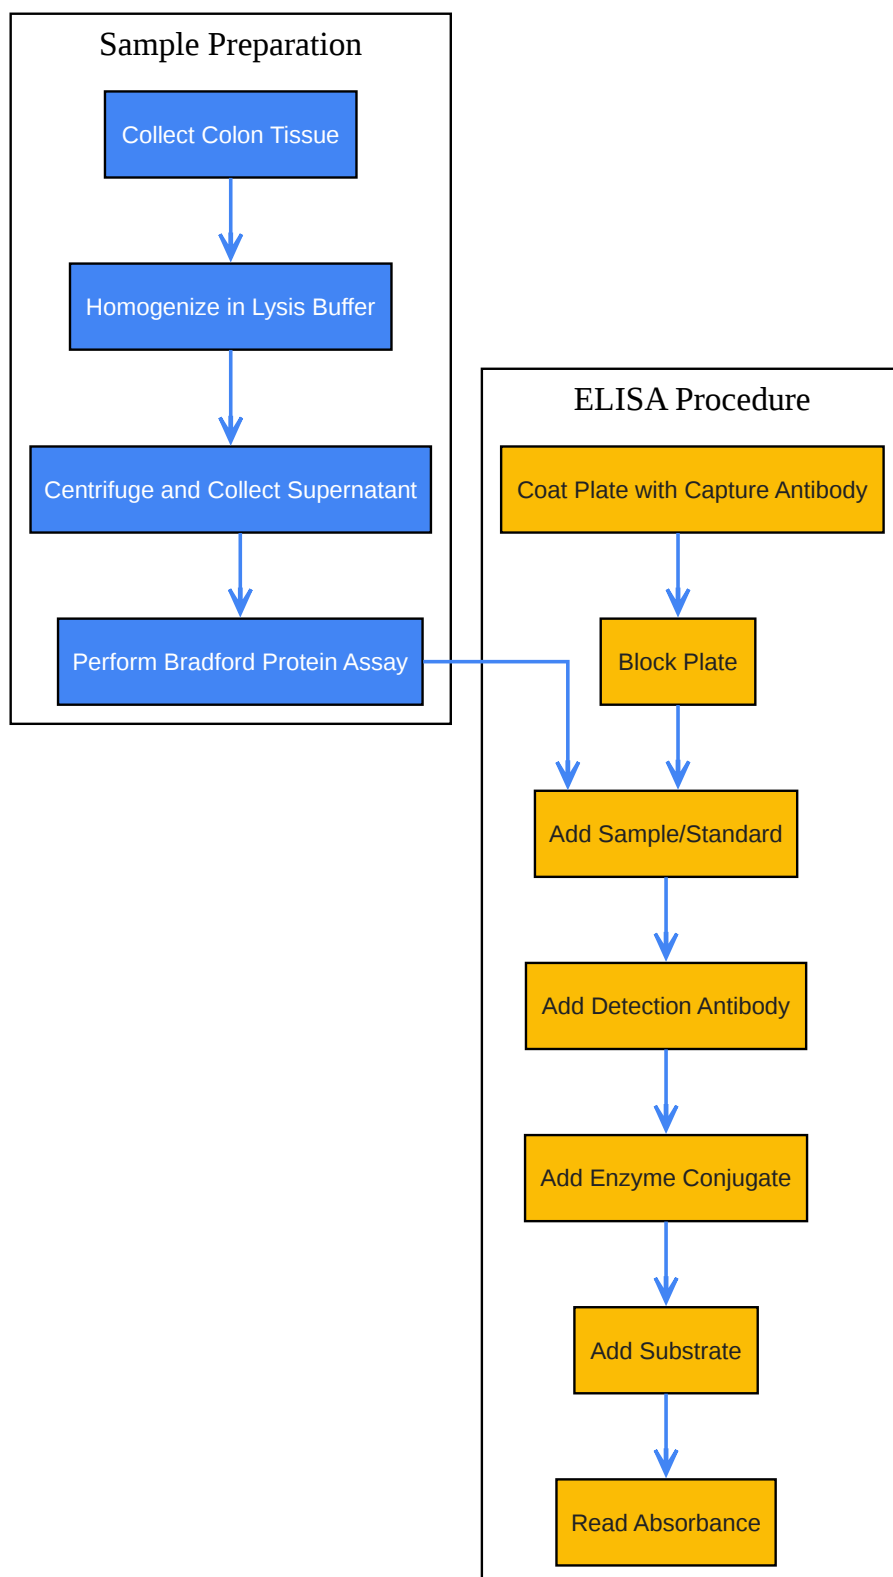 Sample Preparation
Collect Colon Tissue
Homogenize in Lysis Buffer
Centrifuge and Collect Supernatant
Perform Bradford Protein Assay
ELISA Procedure
Coat Plate with Capture Antibody
Block Plate
Add Sample/Standard
Add Detection Antibody
Add Enzyme Conjugate
Add Substrate
Read Absorbance